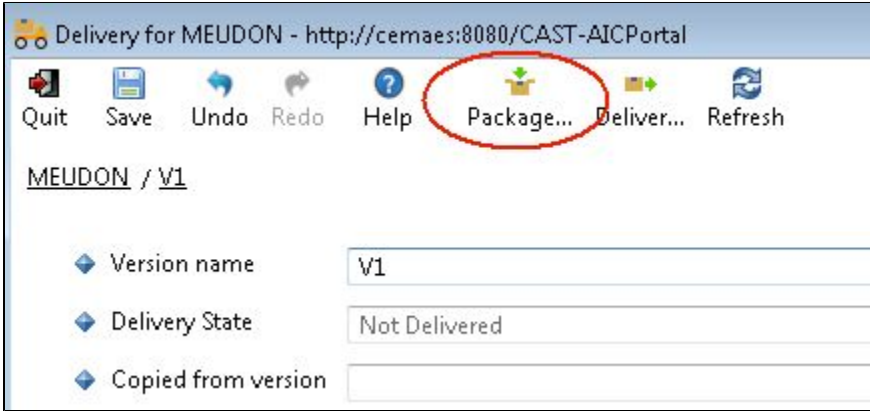 Delivery for MEUDON - http://cemaes:8080/CAST-AICPortal
Quit Save Undo Redo Help Package... Deliver... Refresh
MEUDON / V1
Version name V1
Delivery State Not Delivered
Copied from version